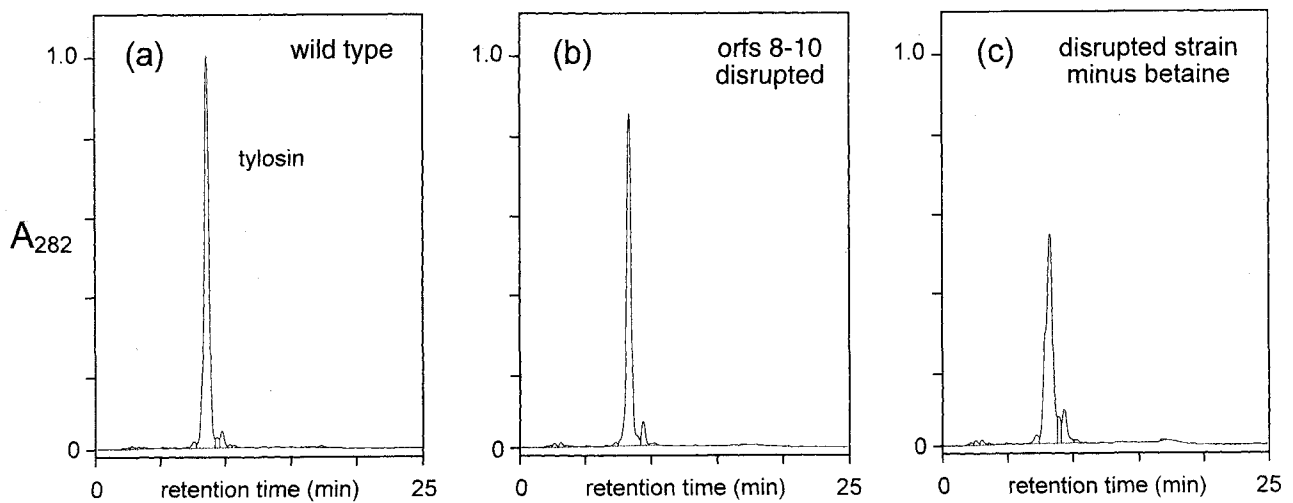 (a) wild type
1.0
tylosin
A282
0
0 retention time (min) 25
(b) orfs 8-10
disrupted
1.0
0
0 retention time (min) 25
(c) disrupted strain
minus betaine
1.0
0
0 retention time (min) 25